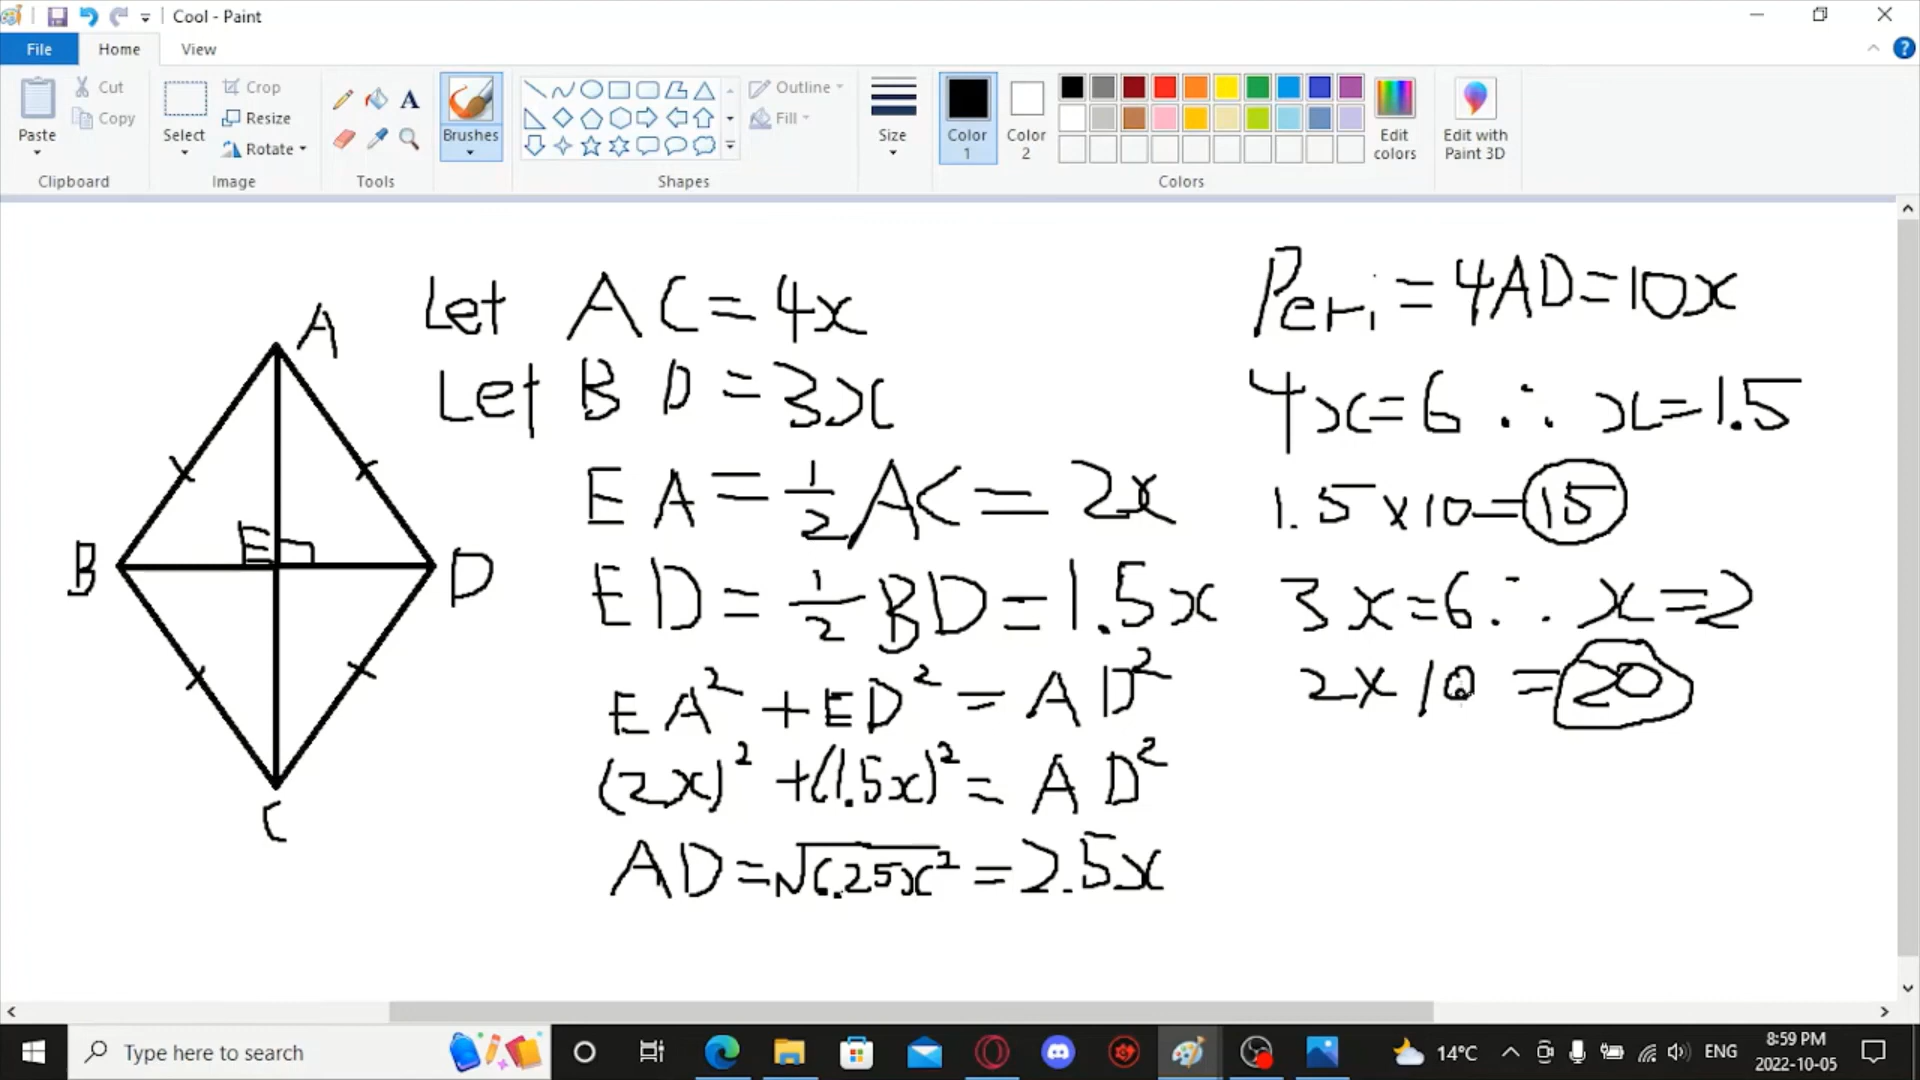 Cool - Paint
File Home View
Paste
Cut
Copy
Clipboard
Select
Crop
Resize
Rotate
Image
A
Tools
Brushes
Outline
Fill
Shapes
Size
Color 1
Color 2
Edit colors
Colors
Edit with Paint 3D
A
B
E
D
C
Let AC=4x
Let BD=3x
EA=1/2AC=2x
ED=1/2BD=1.5x
EA²+ED²=AD²
(2x)²+(1.5x)²=AD²
AD=√6.25x²=2.5x
Peri=4AD=10x
4x=6∴x=1.5
1.5x10=15
3x=6∴x=2
2x10=20
Type here to search
14°C
ENG
8:59 PM
2022-10-05